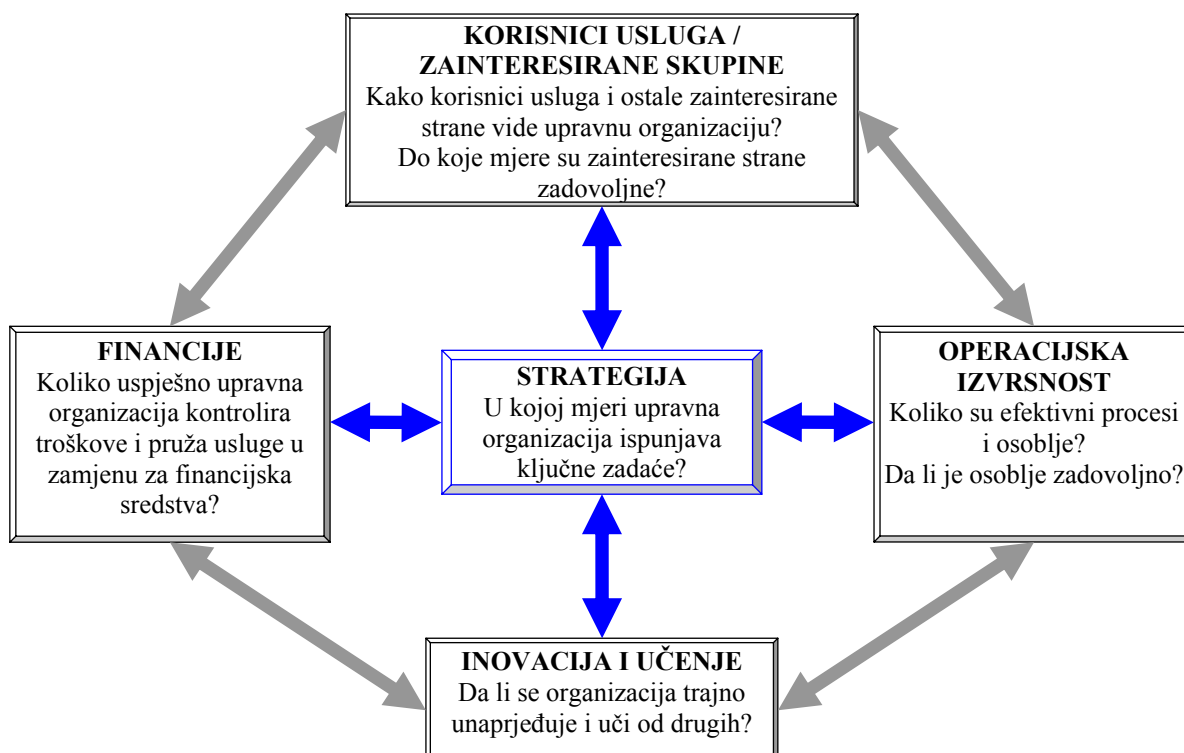 KORISNICI USLUGA /
ZAINTERESIRANE SKUPINE
Kako korisnici usluga i ostale zainteresirane
strane vide upravnu organizaciju?
Do koje mjere su zainteresirane strane
zadovoljne?
FINANCIJE
Koliko uspješno upravna
organizacija kontrolira
troškove i pruža usluge u
zamjenu za financijska
sredstva?
STRATEGIJA
U kojoj mjeri upravna
organizacija ispunjava
ključne zadaće?
OPERACIJSKA
IZVRSNOST
Koliko su efektivni procesi
i osoblje?
Da li je osoblje zadovoljno?
INOVACIJA I UČENJE
Da li se organizacija trajno
unaprjeđuje i uči od drugih?